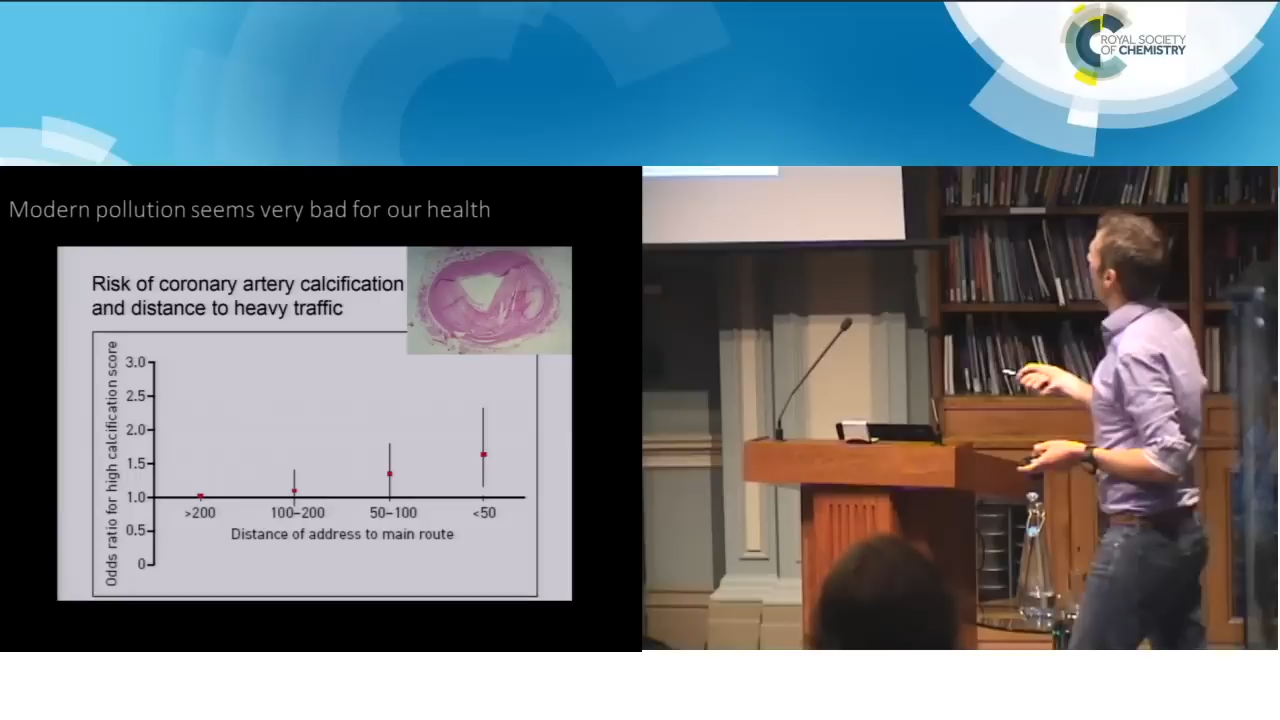 ROYAL SOCIETY
OF CHEMISTRY
Modern pollution seems very bad for our health
Risk of coronary artery calcification
and distance to heavy traffic
Odds ratio for high calcification score
3.0
2.5
2.0
1.5
1.0
0.5
0
>200
100–200
50–100
<50
Distance of address to main route